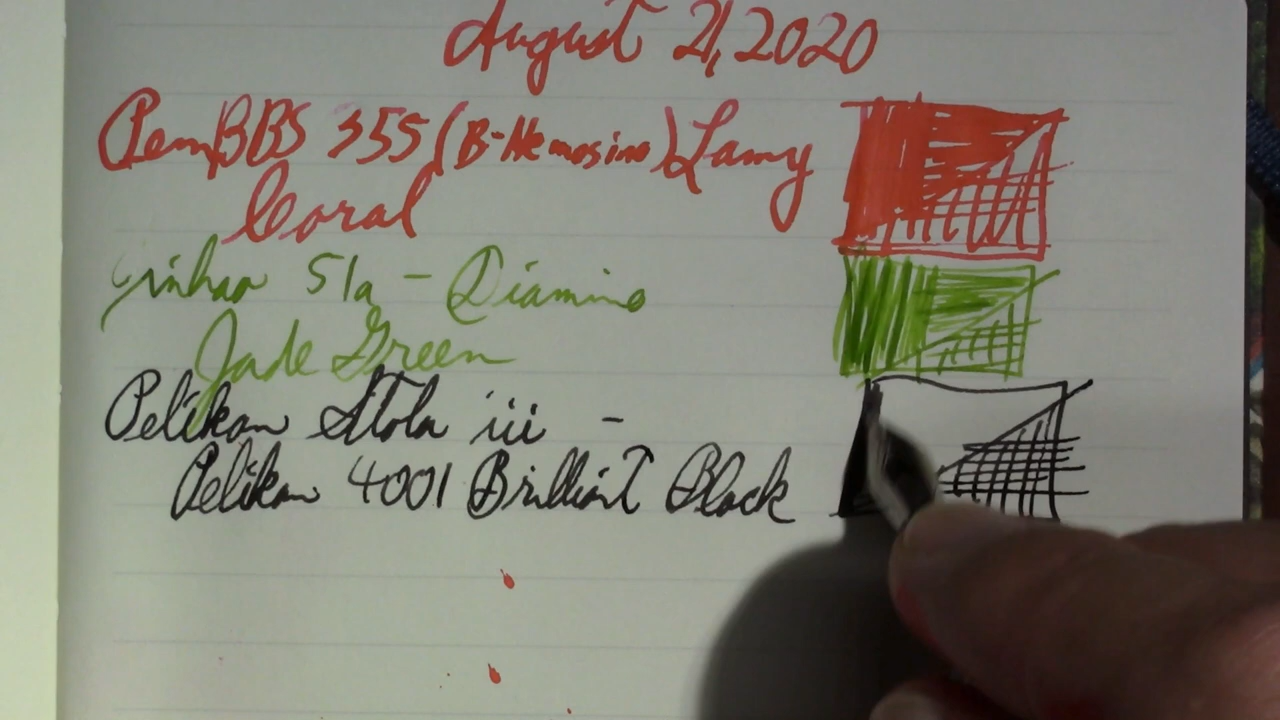 August 21, 2020
PenBBS 355 (B-Nemosine) Lamy
Coral
Jinhao 51a - Diamine
Jade Green
Pelikan Stola iii -
Pelikan 4001 Brilliant Black